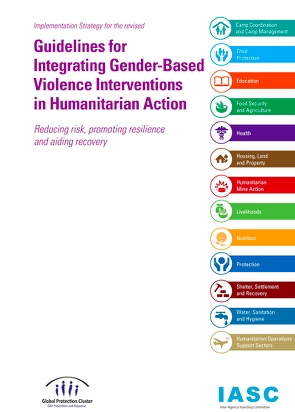 Implementation Strategy for the revised
Guidelines for
Integrating Gender-Based
Violence Interventions
in Humanitarian Action
Reducing risk, promoting resilience
and aiding recovery
Camp Coordination
and Camp Management
Child
Protection
Education
Food Security
and Agriculture
Health
Housing, Land
and Property
Humanitarian
Mine Action
Livelihoods
Nutrition
Protection
Shelter, Settlement
and Recovery
Water, Sanitation
and Hygiene
Humanitarian Operations
Support Sectors
Global Protection Cluster
GBV Prevention and Response
IASC
Inter-Agency Standing Committee